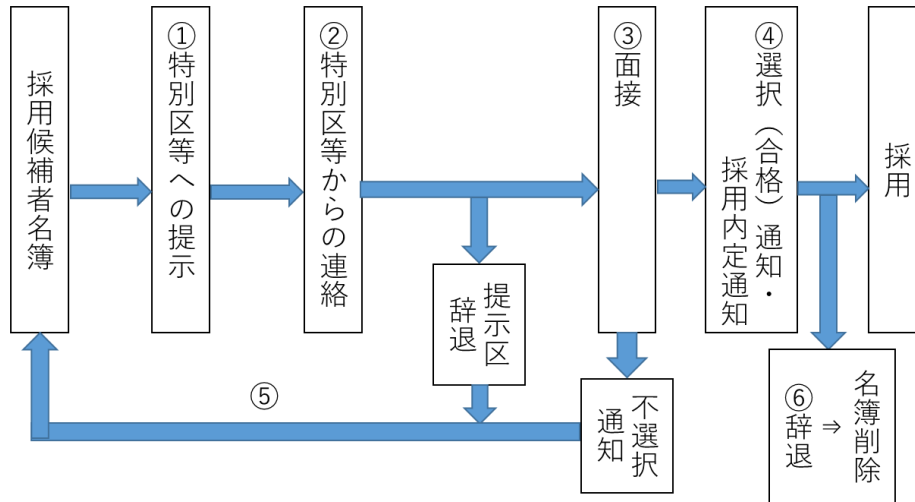 採用候補者名簿
①特別区等への提示
②特別区等からの連絡
③面接
④選択（合格）通知・
採用内定通知
採用
提示区
辞退
不選択
通知
⑤
名簿削除
⇒
⑥辞退